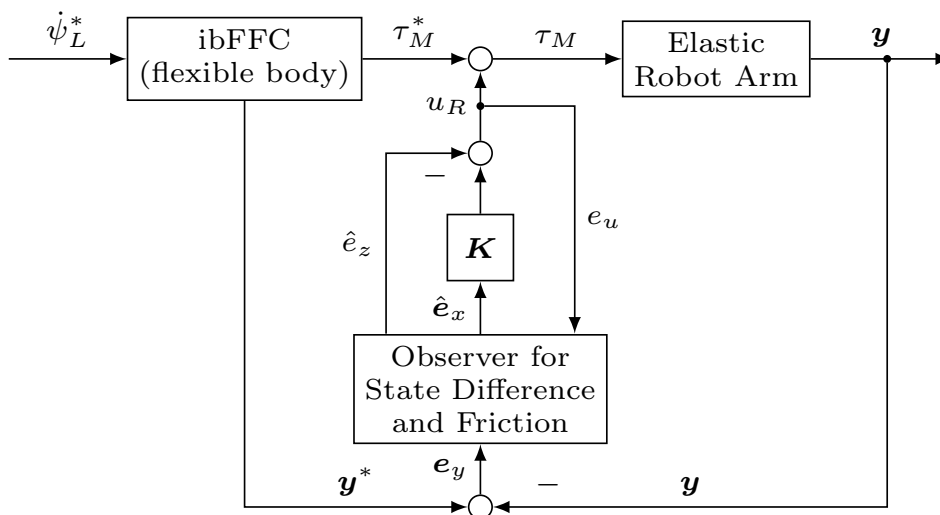 ψ̇*_L
ibFFC
(flexible body)
τ*_M
τ_M
Elastic
Robot Arm
y
u_R
−
ê_z
K
e_u
ê_x
Observer for
State Difference
and Friction
e_y
y*
−
y